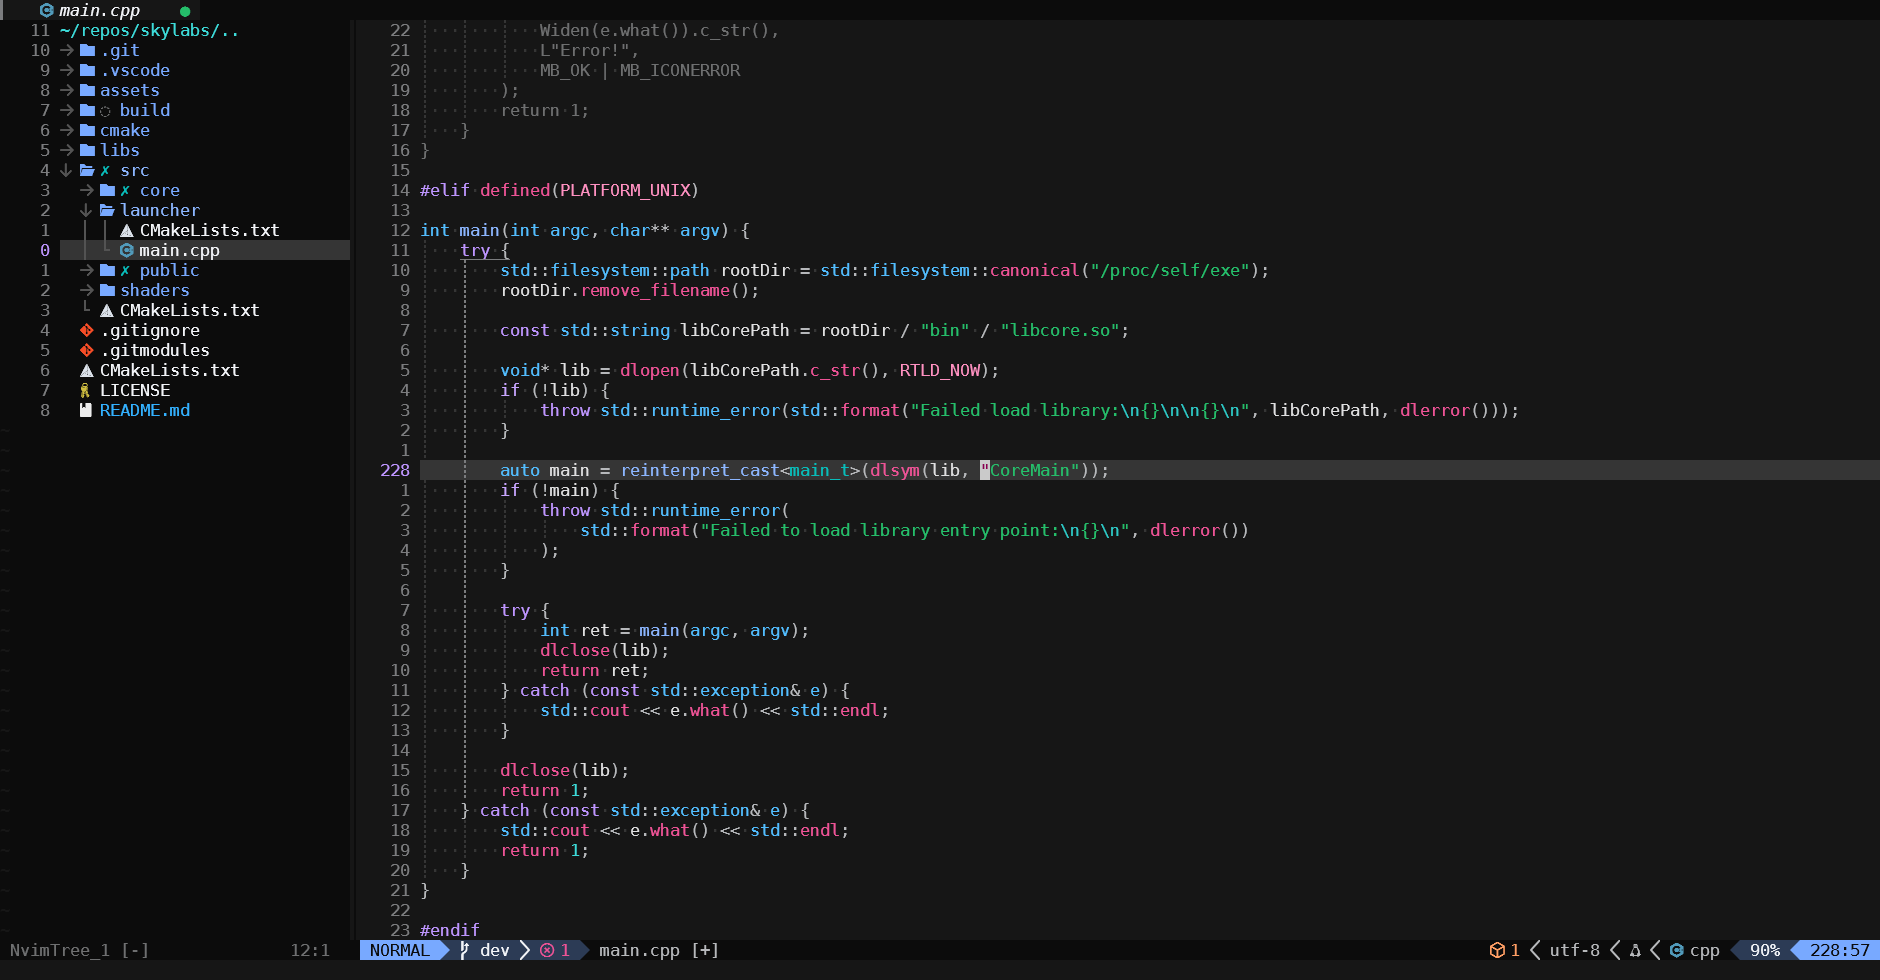 main.cpp
11 ~/repos/skylabs/..
10 .git
9 .vscode
8 assets
7 build
6 cmake
5 libs
4 ✗ src
3 ✗ core
2 launcher
1 CMakeLists.txt
0 main.cpp
1 ✗ public
2 shaders
3 CMakeLists.txt
4 .gitignore
5 .gitmodules
6 CMakeLists.txt
7 LICENSE
8 README.md
22 Widen(e.what()).c_str(),
21 L"Error!",
20 MB_OK | MB_ICONERROR
19 );
18 return 1;
17 }
16 }
15
14 #elif defined(PLATFORM_UNIX)
13
12 int main(int argc, char** argv) {
11 try {
10 std::filesystem::path rootDir = std::filesystem::canonical("/proc/self/exe");
9 rootDir.remove_filename();
8
7 const std::string libCorePath = rootDir / "bin" / "libcore.so";
6
5 void* lib = dlopen(libCorePath.c_str(), RTLD_NOW);
4 if (!lib) {
3 throw std::runtime_error(std::format("Failed load library:\n{}\n\n{}\n", libCorePath, dlerror()));
2 }
1
228 auto main = reinterpret_cast<main_t>(dlsym(lib, "CoreMain"));
1 if (!main) {
2 throw std::runtime_error(
3 std::format("Failed to load library entry point:\n{}\n", dlerror())
4 );
5 }
6
7 try {
8 int ret = main(argc, argv);
9 dlclose(lib);
10 return ret;
11 } catch (const std::exception& e) {
12 std::cout << e.what() << std::endl;
13 }
14
15 dlclose(lib);
16 return 1;
17 } catch (const std::exception& e) {
18 std::cout << e.what() << std::endl;
19 return 1;
20 }
21 }
22
23 #endif
NvimTree_1 [-] 12:1
NORMAL dev 1 main.cpp [+] 1 utf-8 cpp 90% 228:57